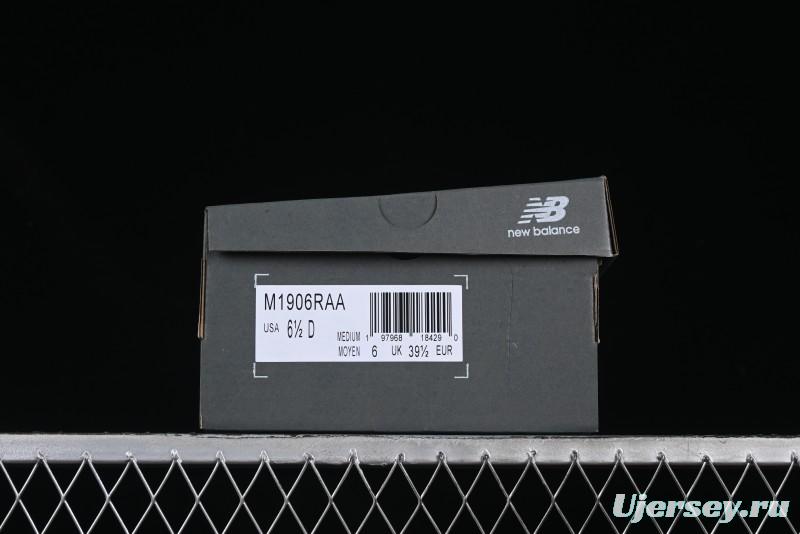 NB
new balance
M1906RAA
USA 6½ D
MEDIUM 1 97968 18429 0
MOYEN 6 UK 39½ EUR
Ujersey.ru